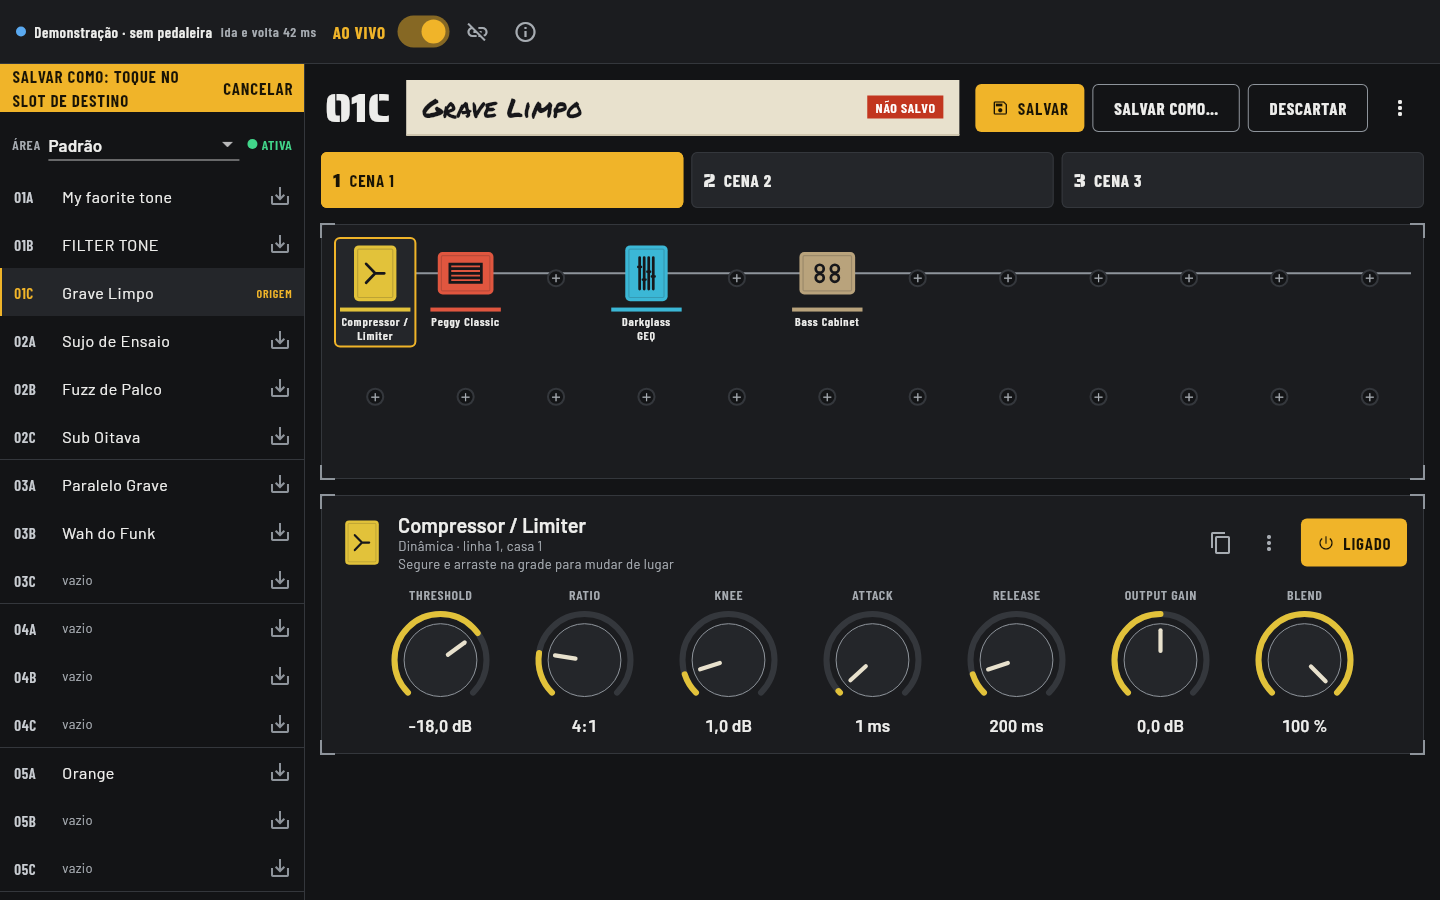 Demonstração · sem pedaleira
Ida e volta 42 ms
AO VIVO
SALVAR COMO: TOQUE NO
SLOT DE DESTINO
CANCELAR
ÁREA
Padrão
ATIVA
01A My faorite tone
01B FILTER TONE
01C Grave Limpo ORIGEM
02A Sujo de Ensaio
02B Fuzz de Palco
02C Sub Oitava
03A Paralelo Grave
03B Wah do Funk
03C vazio
04A vazio
04B vazio
04C vazio
05A Orange
05B vazio
05C vazio
01C
Grave Limpo
NÃO SALVO
SALVAR
SALVAR COMO...
DESCARTAR
1 CENA 1
2 CENA 2
3 CENA 3
Compressor /
Limiter
Peggy Classic
Darkglass
GEQ
88
Bass Cabinet
Compressor / Limiter
Dinâmica · linha 1, casa 1
Segure e arraste na grade para mudar de lugar
LIGADO
THRESHOLD
RATIO
KNEE
ATTACK
RELEASE
OUTPUT GAIN
BLEND
-18,0 dB
4:1
1,0 dB
1 ms
200 ms
0,0 dB
100 %